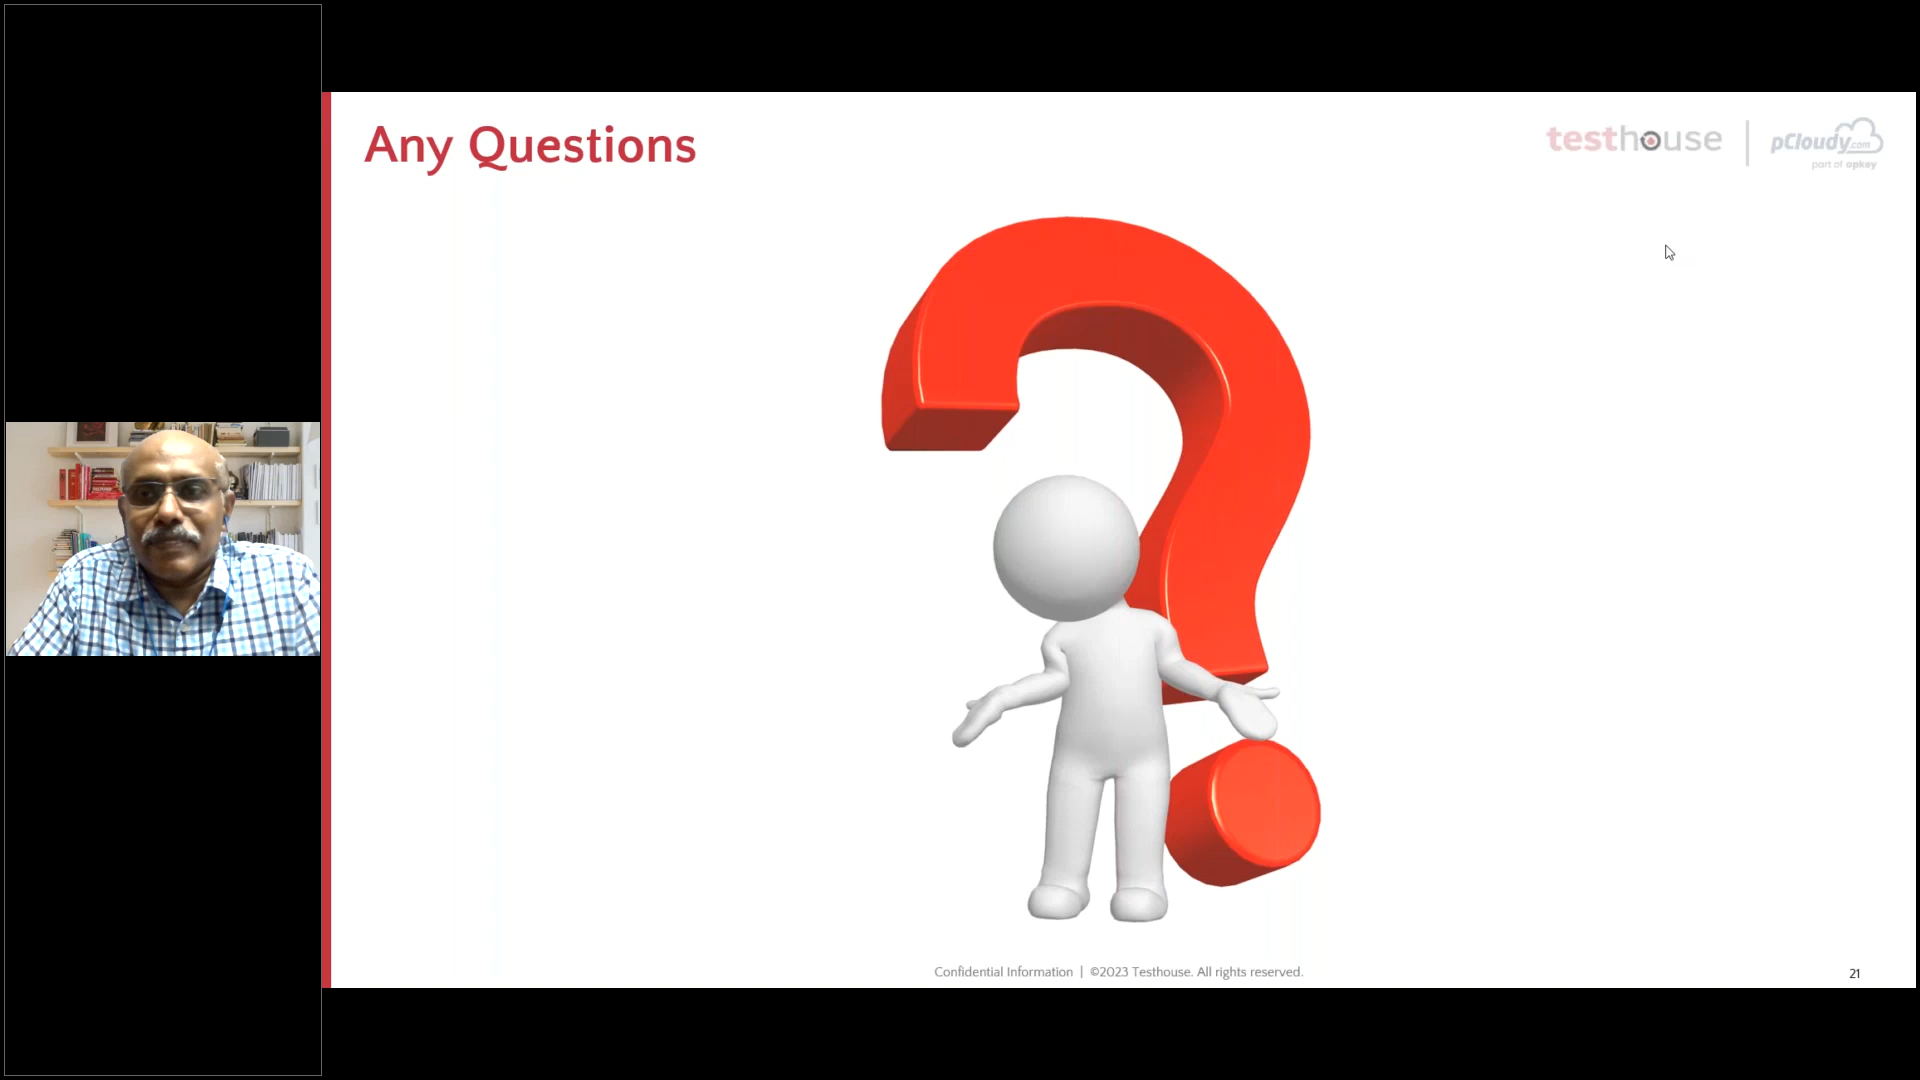 Any Questions
testhouse
pCloudy.com
part of opkey
Confidential Information | ©2023 Testhouse. All rights reserved.
21